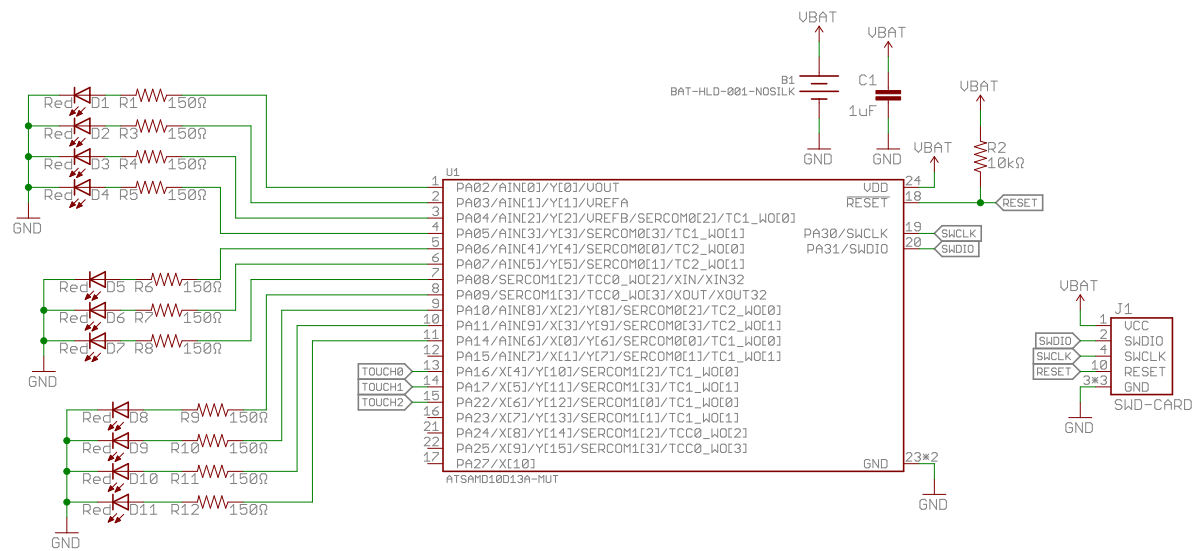 VBAT
B1
BAT-HLD-001-NOSILK
GND
VBAT
C1
1uF
GND
VBAT
R2
10kΩ
Red D1 R1 150Ω
Red D2 R3 150Ω
Red D3 R4 150Ω
Red D4 R5 150Ω
GND
Red D5 R6 150Ω
Red D6 R7 150Ω
Red D7 R8 150Ω
GND
Red D8 R9 150Ω
Red D9 R10 150Ω
Red D10 R11 150Ω
Red D11 R12 150Ω
GND
U1
1 PA02/AIN[0]/Y[0]/VOUT
2 PA03/AIN[1]/Y[1]/VREFA
3 PA04/AIN[2]/Y[2]/VREFB/SERCOM0[2]/TC1_WO[0]
4 PA05/AIN[3]/Y[3]/SERCOM0[3]/TC1_WO[1]
5 PA06/AIN[4]/Y[4]/SERCOM0[0]/TC2_WO[0]
6 PA07/AIN[5]/Y[5]/SERCOM0[1]/TC2_WO[1]
7 PA08/SERCOM1[2]/TCC0_WO[2]/XIN/XIN32
8 PA09/SERCOM1[3]/TCC0_WO[3]/XOUT/XOUT32
9 PA10/AIN[8]/X[2]/Y[8]/SERCOM0[2]/TC2_WO[0]
10 PA11/AIN[9]/X[3]/Y[9]/SERCOM0[3]/TC2_WO[1]
11 PA14/AIN[6]/X[0]/Y[6]/SERCOM0[0]/TC1_WO[0]
12 PA15/AIN[7]/X[1]/Y[7]/SERCOM0[1]/TC1_WO[1]
TOUCH0 13 PA16/X[4]/Y[10]/SERCOM1[2]/TC1_WO[0]
TOUCH1 14 PA17/X[5]/Y[11]/SERCOM1[3]/TC1_WO[1]
TOUCH2 15 PA22/X[6]/Y[12]/SERCOM1[0]/TC1_WO[0]
16 PA23/X[7]/Y[13]/SERCOM1[1]/TC1_WO[1]
21 PA24/X[8]/Y[14]/SERCOM1[2]/TCC0_WO[2]
22 PA25/X[9]/Y[15]/SERCOM1[3]/TCC0_WO[3]
17 PA27/X[10]
ATSAMD10D13A-MUT
VBAT
VDD 24
RESET 18 RESET
PA30/SWCLK 19 SWCLK
PA31/SWDIO 20 SWDIO
GND 23*2
GND
VBAT
J1
1 VCC
SWDIO 2 SWDIO
SWCLK 4 SWCLK
RESET 10 RESET
3*3 GND
SWD-CARD
GND